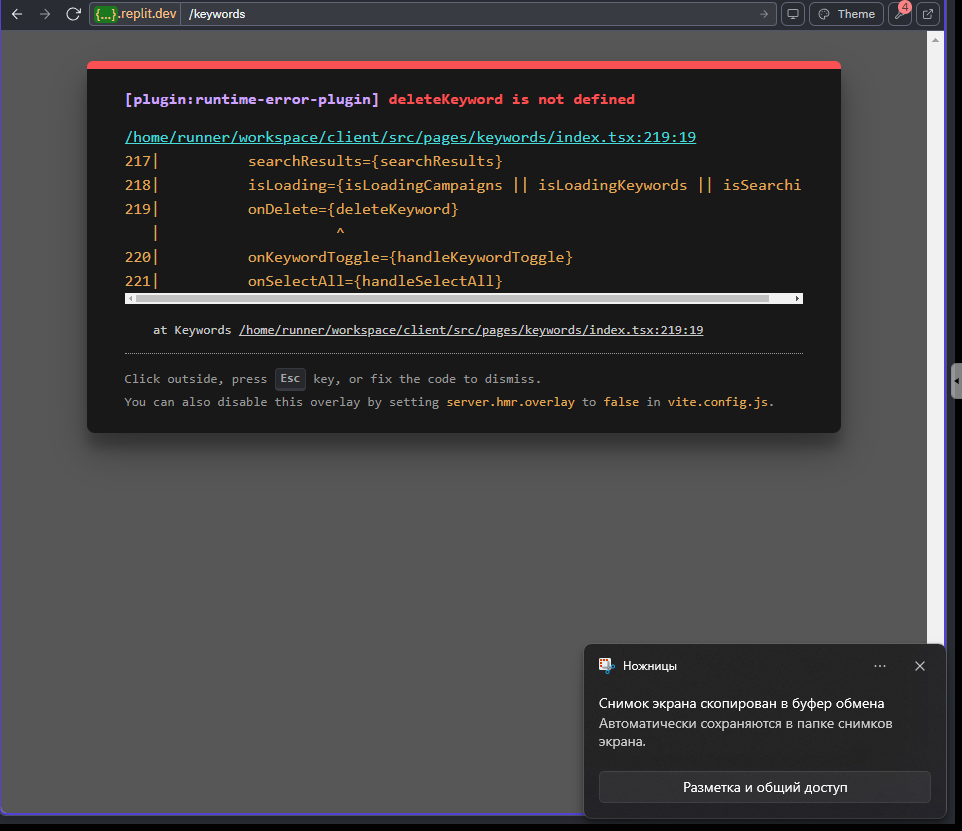 {...}.replit.dev /keywords Theme 4
[plugin:runtime-error-plugin] deleteKeyword is not defined
/home/runner/workspace/client/src/pages/keywords/index.tsx:219:19
217| searchResults={searchResults}
218| isLoading={isLoadingCampaigns || isLoadingKeywords || isSearchi
219| onDelete={deleteKeyword}
| ^
220| onKeywordToggle={handleKeywordToggle}
221| onSelectAll={handleSelectAll}
at Keywords /home/runner/workspace/client/src/pages/keywords/index.tsx:219:19
Click outside, press Esc key, or fix the code to dismiss.
You can also disable this overlay by setting server.hmr.overlay to false in vite.config.js.
Ножницы
Снимок экрана скопирован в буфер обмена
Автоматически сохраняются в папке снимков
экрана.
Разметка и общий доступ